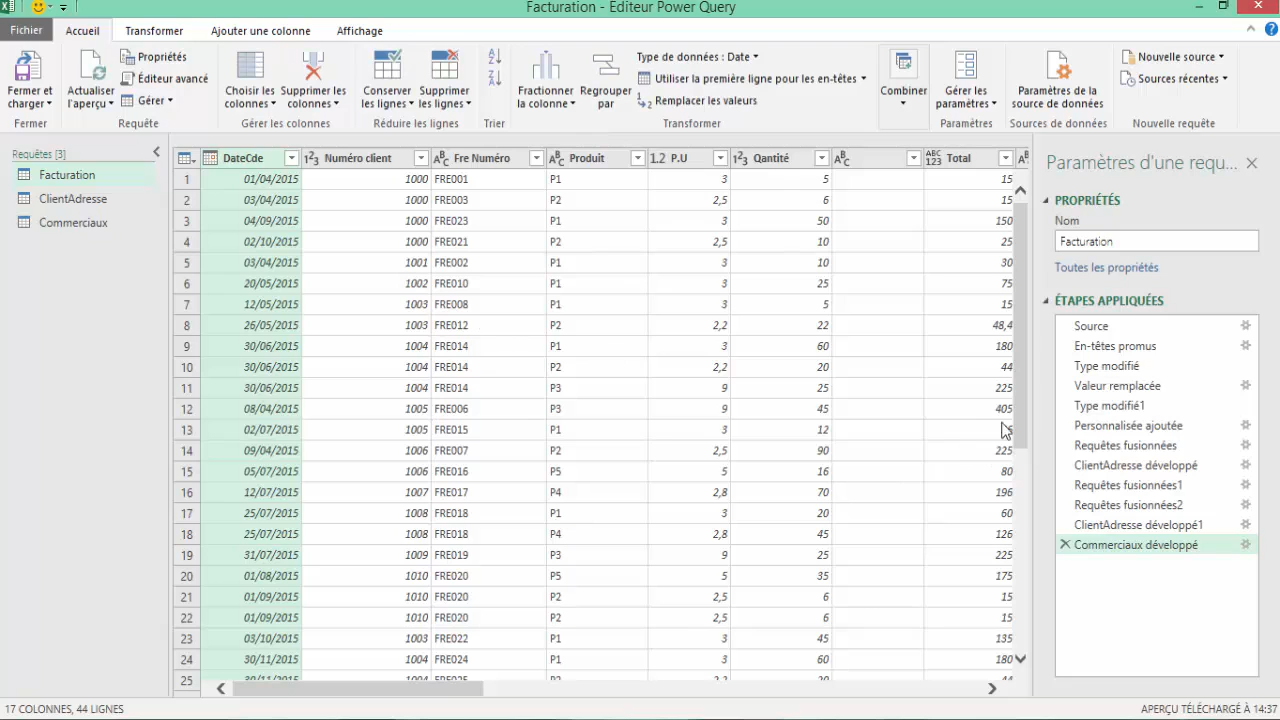 Facturation - Editeur Power Query
Fichier Accueil Transformer Ajouter une colonne Affichage
Fermer et charger
Fermer
Actualiser l'aperçu
Propriétés
Éditeur avancé
Gérer
Requête
Choisir les colonnes
Supprimer les colonnes
Gérer les colonnes
Conserver les lignes
Supprimer les lignes
Réduire les lignes
Trier
Fractionner la colonne
Regrouper par
Type de données : Date
Utiliser la première ligne pour les en-têtes
Remplacer les valeurs
Transformer
Combiner
Gérer les paramètres
Paramètres
Paramètres de la source de données
Sources de données
Nouvelle source
Sources récentes
Nouvelle requête
Requêtes [3]
Facturation
ClientAdresse
Commerciaux
DateCde 1²3 Numéro client ABC Fre Numéro ABC Produit 1.2 P.U 1²3 Qantité ABC ABC123 Total
1 01/04/2015 1000 FRE001 P1 3 5 15
2 03/04/2015 1000 FRE003 P2 2,5 6 15
3 04/09/2015 1000 FRE023 P1 3 50 150
4 02/10/2015 1000 FRE021 P2 2,5 10 25
5 03/04/2015 1001 FRE002 P1 3 10 30
6 20/05/2015 1002 FRE010 P1 3 25 75
7 12/05/2015 1003 FRE008 P1 3 5 15
8 26/05/2015 1003 FRE012 P2 2,2 22 48,4
9 30/06/2015 1004 FRE014 P1 3 60 180
10 30/06/2015 1004 FRE014 P2 2,2 20 44
11 30/06/2015 1004 FRE014 P3 9 25 225
12 08/04/2015 1005 FRE006 P3 9 45 405
13 02/07/2015 1005 FRE015 P1 3 12
14 09/04/2015 1006 FRE007 P2 2,5 90 225
15 05/07/2015 1006 FRE016 P5 5 16 80
16 12/07/2015 1007 FRE017 P4 2,8 70 196
17 25/07/2015 1008 FRE018 P1 3 20 60
18 25/07/2015 1008 FRE018 P4 2,8 45 126
19 31/07/2015 1009 FRE019 P3 9 25 225
20 01/08/2015 1010 FRE020 P5 5 35 175
21 01/09/2015 1010 FRE020 P2 2,5 6 15
22 01/09/2015 1010 FRE020 P2 2,5 6 15
23 03/10/2015 1003 FRE022 P1 3 45 135
24 30/11/2015 1004 FRE024 P1 3 60 180
25 30/11/2015 1004 FRE025 P2 2,2 20 44
Paramètres d'une requ...
PROPRIÉTÉS
Nom
Facturation
Toutes les propriétés
ÉTAPES APPLIQUÉES
Source
En-têtes promus
Type modifié
Valeur remplacée
Type modifié1
Personnalisée ajoutée
Requêtes fusionnées
ClientAdresse développé
Requêtes fusionnées1
Requêtes fusionnées2
ClientAdresse développé1
Commerciaux développé
17 COLONNES, 44 LIGNES
APERÇU TÉLÉCHARGÉ À 14:37